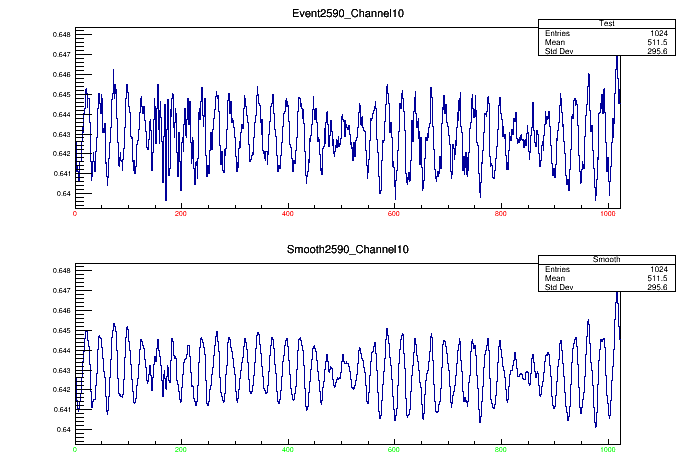 Event2590_Channel10
Test
Entries 1024
Mean 511.5
Std Dev 295.6
0.648
0.647
0.646
0.645
0.644
0.643
0.642
0.641
0.64
0 200 400 600 800 1000
Smooth2590_Channel10
Smooth
Entries 1024
Mean 511.5
Std Dev 295.6
0.648
0.647
0.646
0.645
0.644
0.643
0.642
0.641
0.64
0 200 400 600 800 1000